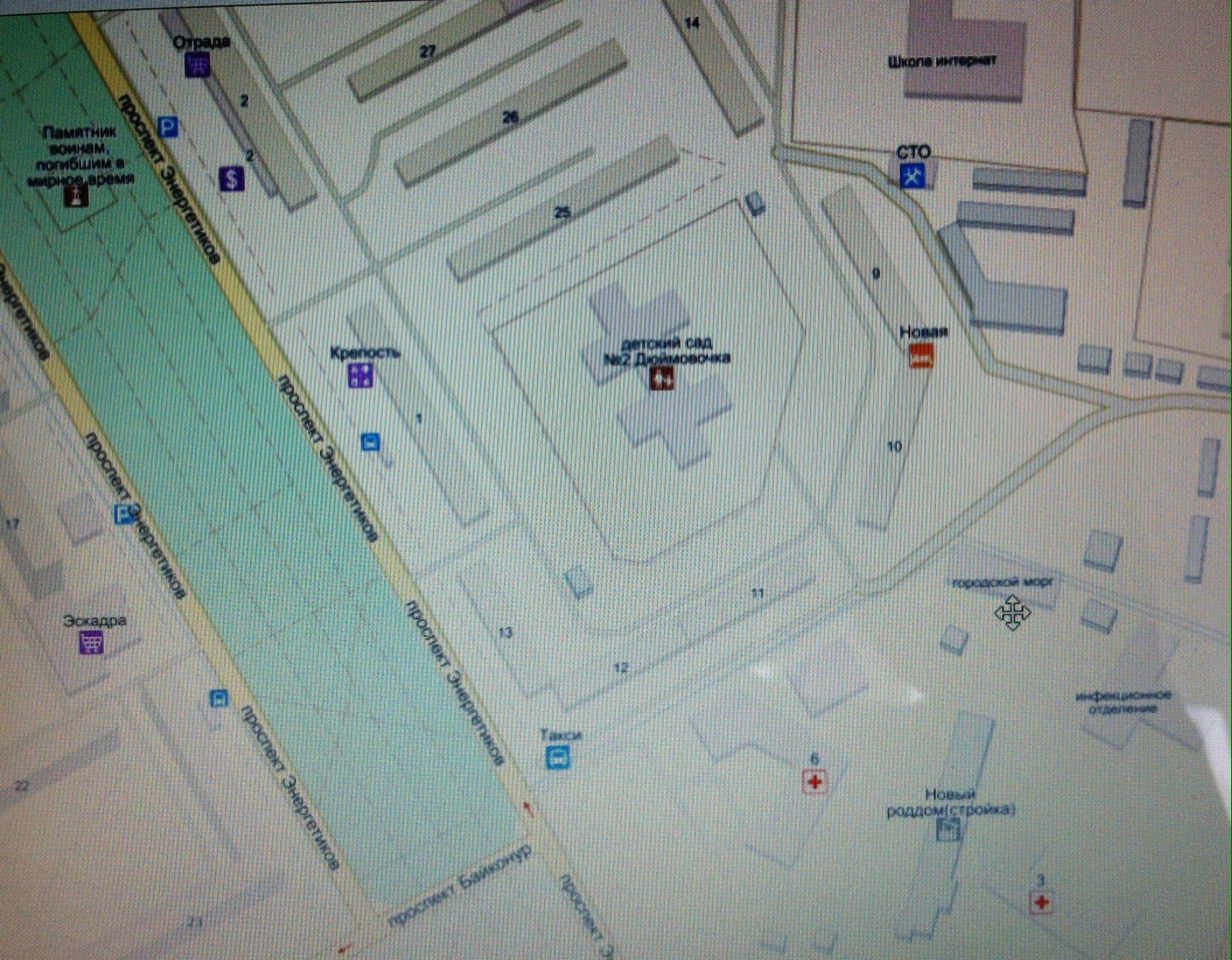 14
Отрада
27
Школа интернат
2
26
проспект Энергетиков
P
Памятник
воинам,
погибшим в
мирное время
2
$
СТО
25
9
Энергетиков
Новая
детский сад
№2 Дюймовочка
Крепость
1
проспект Энергетиков
10
проспект Энергетиков
P
17
городской морг
11
Эскадра
13
12
проспект Энергетиков
инфекционное
отделение
проспект Энергетиков
Такси
6
22
Новый
роддом(стройка)
проспект Байконур
3
проспект Э
23